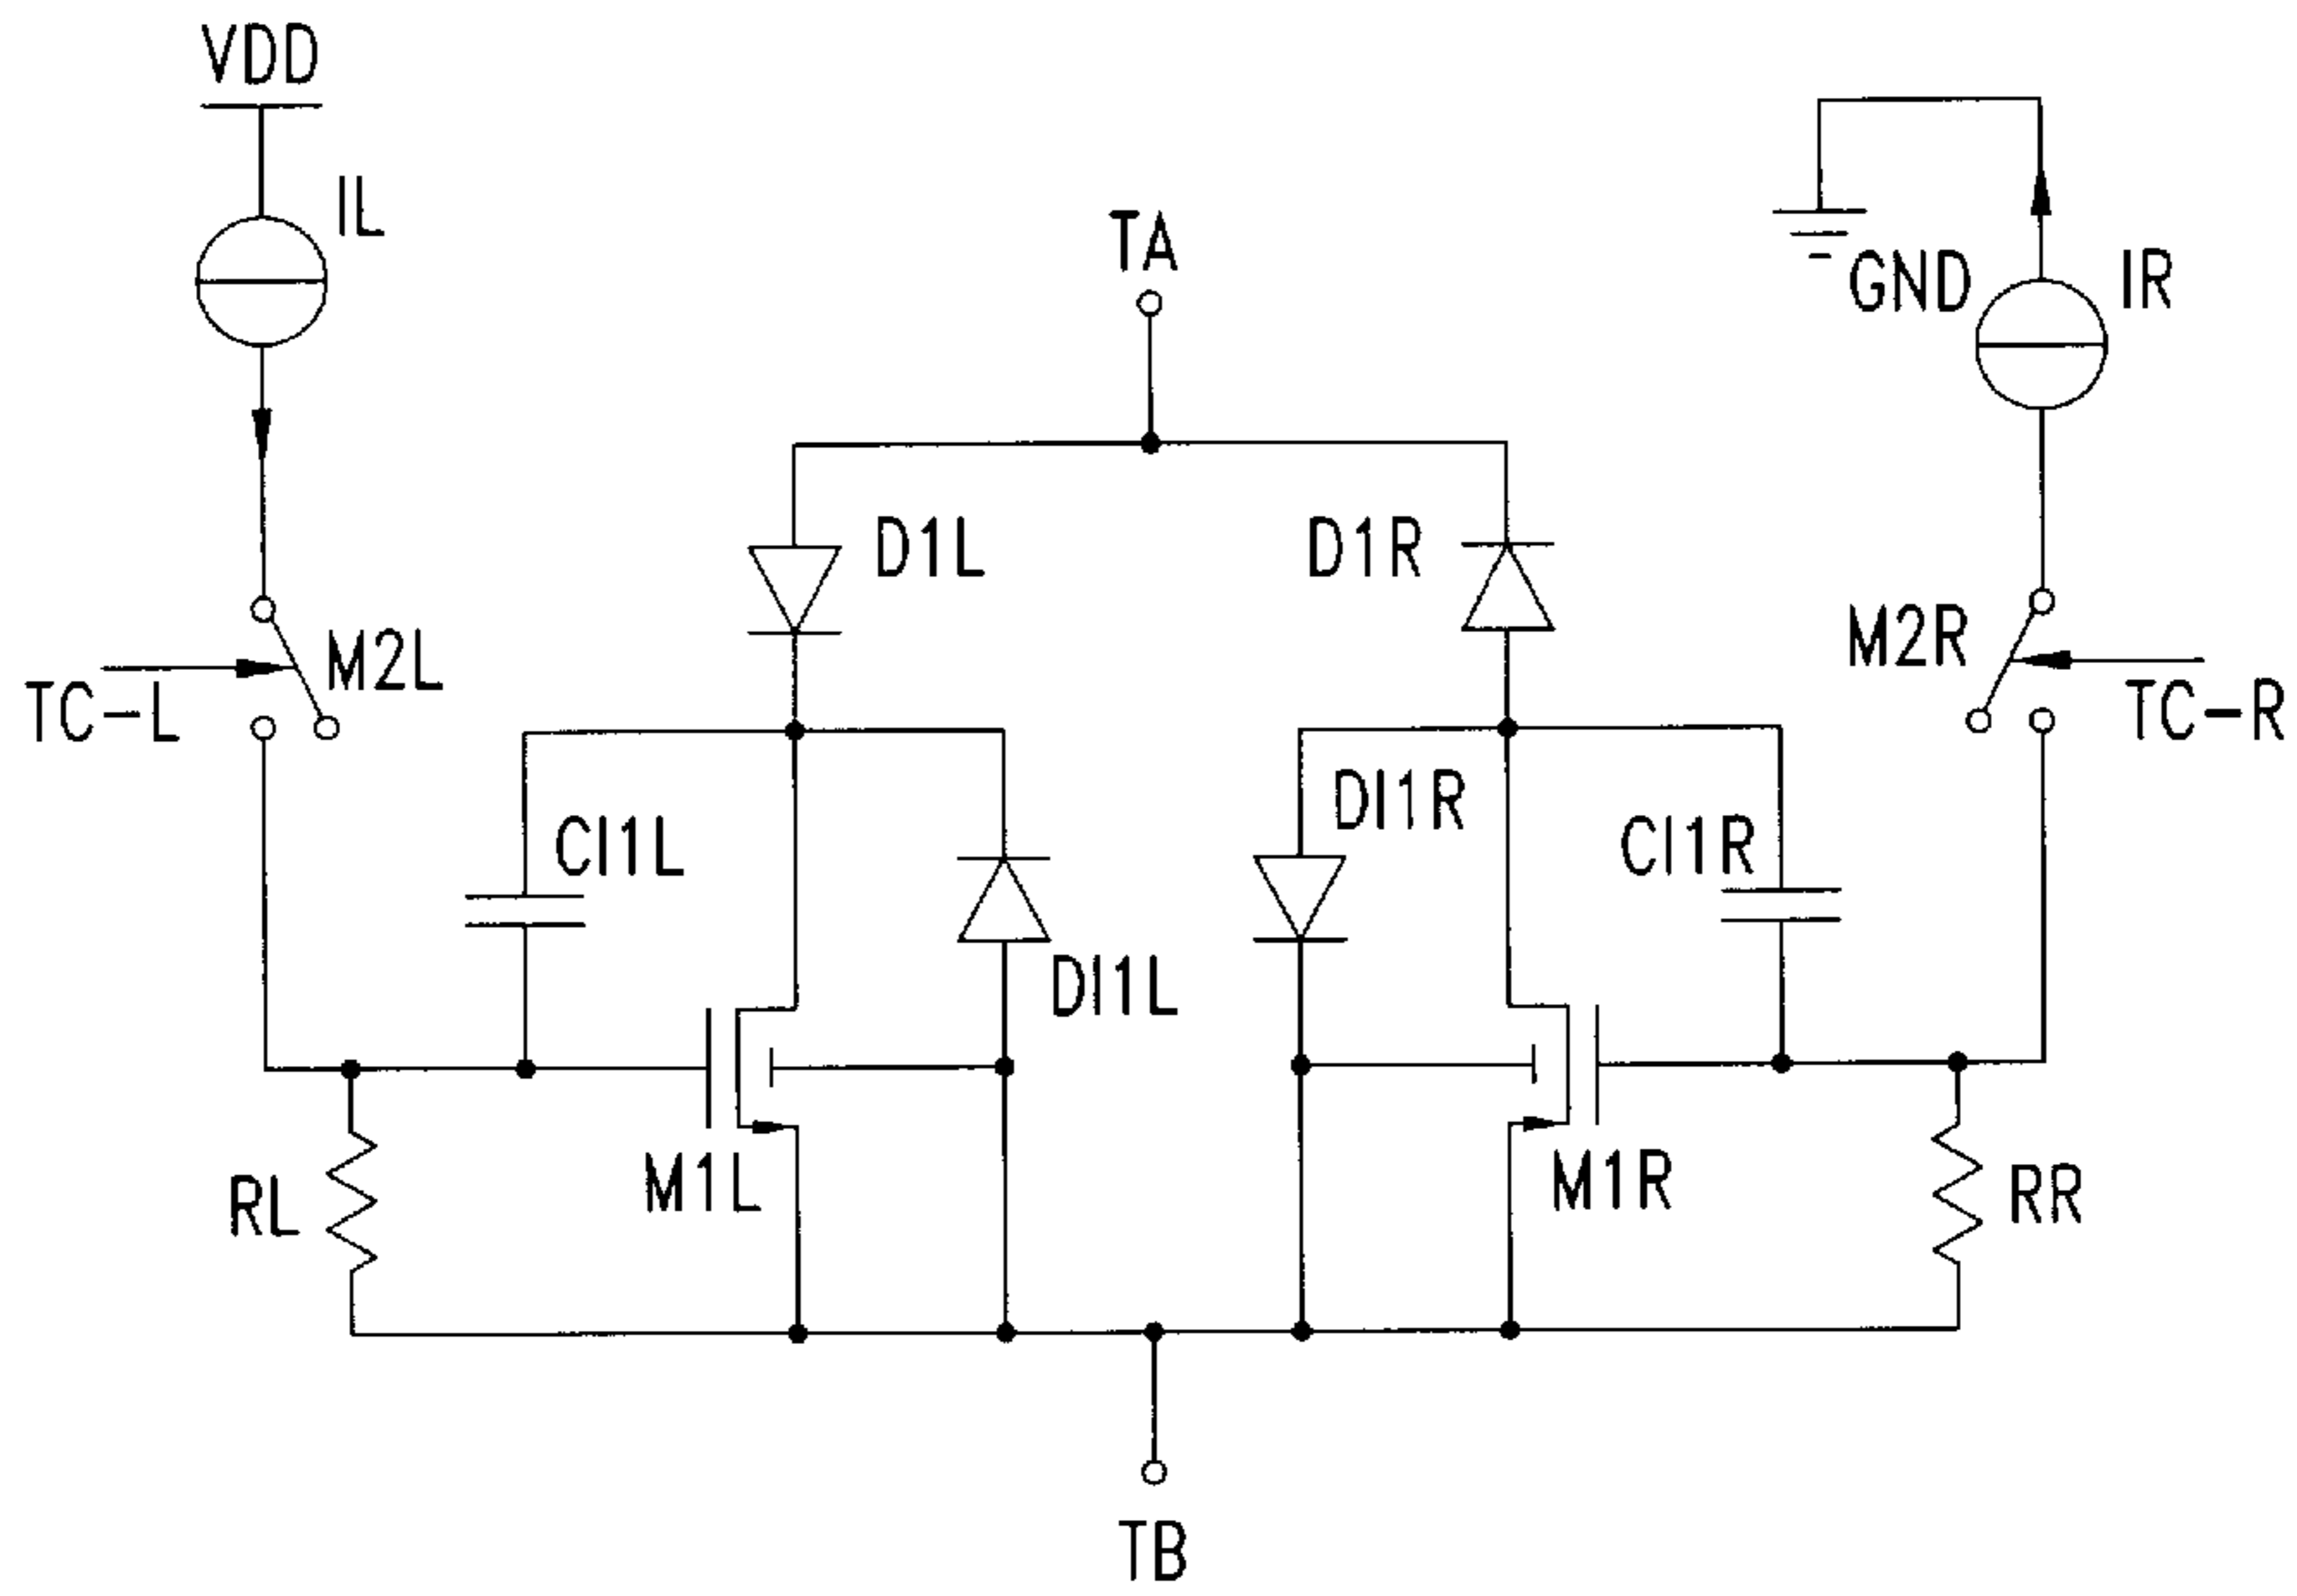 VDD
IL
TA
GND
IR
D1L
D1R
M2L
M2R
TC-L
TC-R
DI1R
CI1L
CI1R
DI1L
M1L
M1R
RL
RR
TB